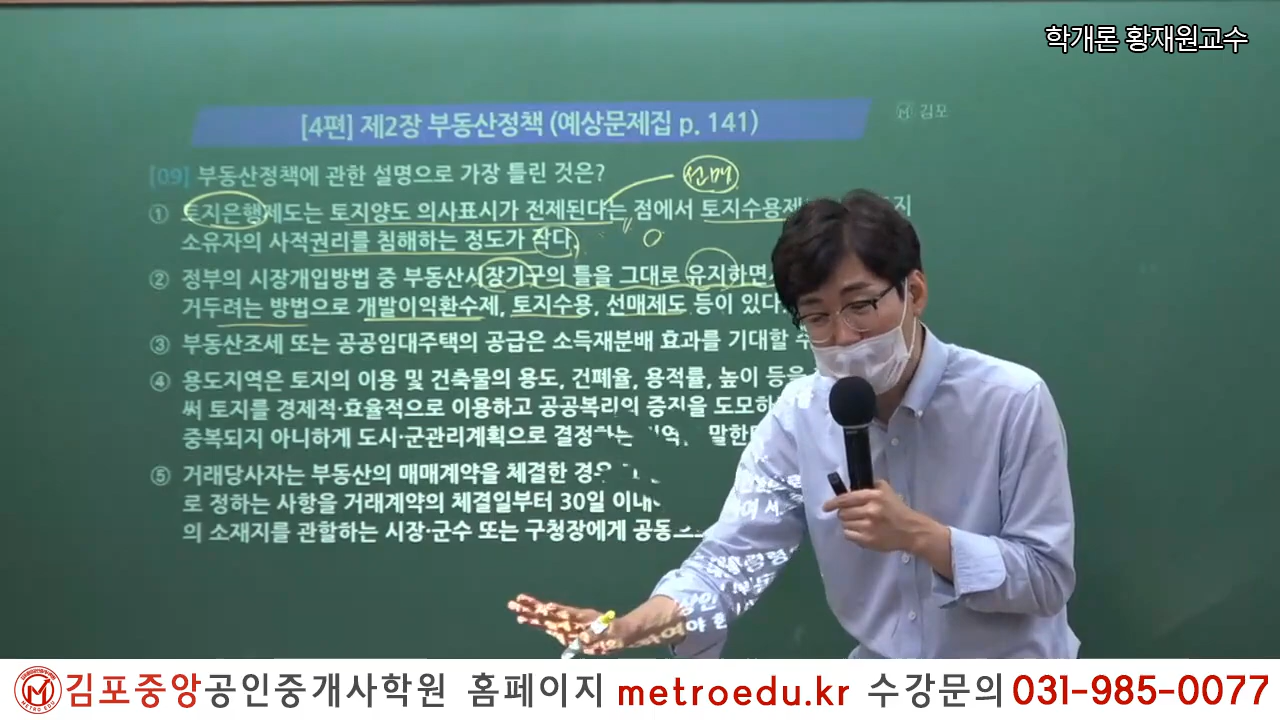 학개론 황재원교수
김포
[4편] 제2장 부동산정책 (예상문제집 p. 141)
[09] 부동산정책에 관한 설명으로 가장 틀린 것은?
선매
① 토지은행제도는 토지양도 의사표시가 전제된다는 점에서 토지수용제
소유자의 사적권리를 침해하는 정도가 작다.
② 정부의 시장개입방법 중 부동산시장기구의 틀을 그대로 유지하면서
거두려는 방법으로 개발이익환수제, 토지수용, 선매제도 등이 있다.
③ 부동산조세 또는 공공임대주택의 공급은 소득재분배 효과를 기대할 수
④ 용도지역은 토지의 이용 및 건축물의 용도, 건폐율, 용적률, 높이 등을
써 토지를 경제적·효율적으로 이용하고 공공복리의 증진을 도모하
중복되지 아니하게 도시·군관리계획으로 결정하는 지역 말한
⑤ 거래당사자는 부동산의 매매계약을 체결한 경우
로 정하는 사항을 거래계약의 체결일부터 30일 이내
의 소재지를 관할하는 시장·군수 또는 구청장에게 공동으
METRO EDU
김포중앙공인중개사학원 홈페이지 metroedu.kr 수강문의 031-985-0077